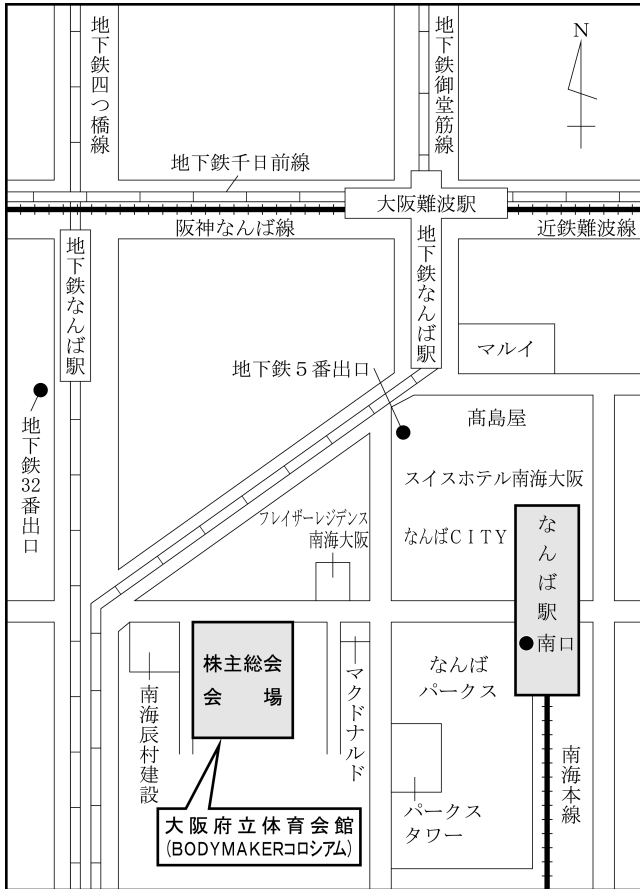 地下鉄四つ橋線
地下鉄御堂筋線
N
地下鉄千日前線
大阪難波駅
阪神なんば線
近鉄難波線
地下鉄なんば駅
地下鉄なんば駅
マルイ
地下鉄５番出口
髙島屋
地下鉄32番出口
スイスホテル南海大阪
フレイザーレジデンス
南海大阪
なんばCITY
なんば駅
南口
株主総会
会　場
なんば
パークス
マクドナルド
南海辰村建設
南海本線
パークス
タワー
大阪府立体育会館
(BODYMAKERコロシアム)